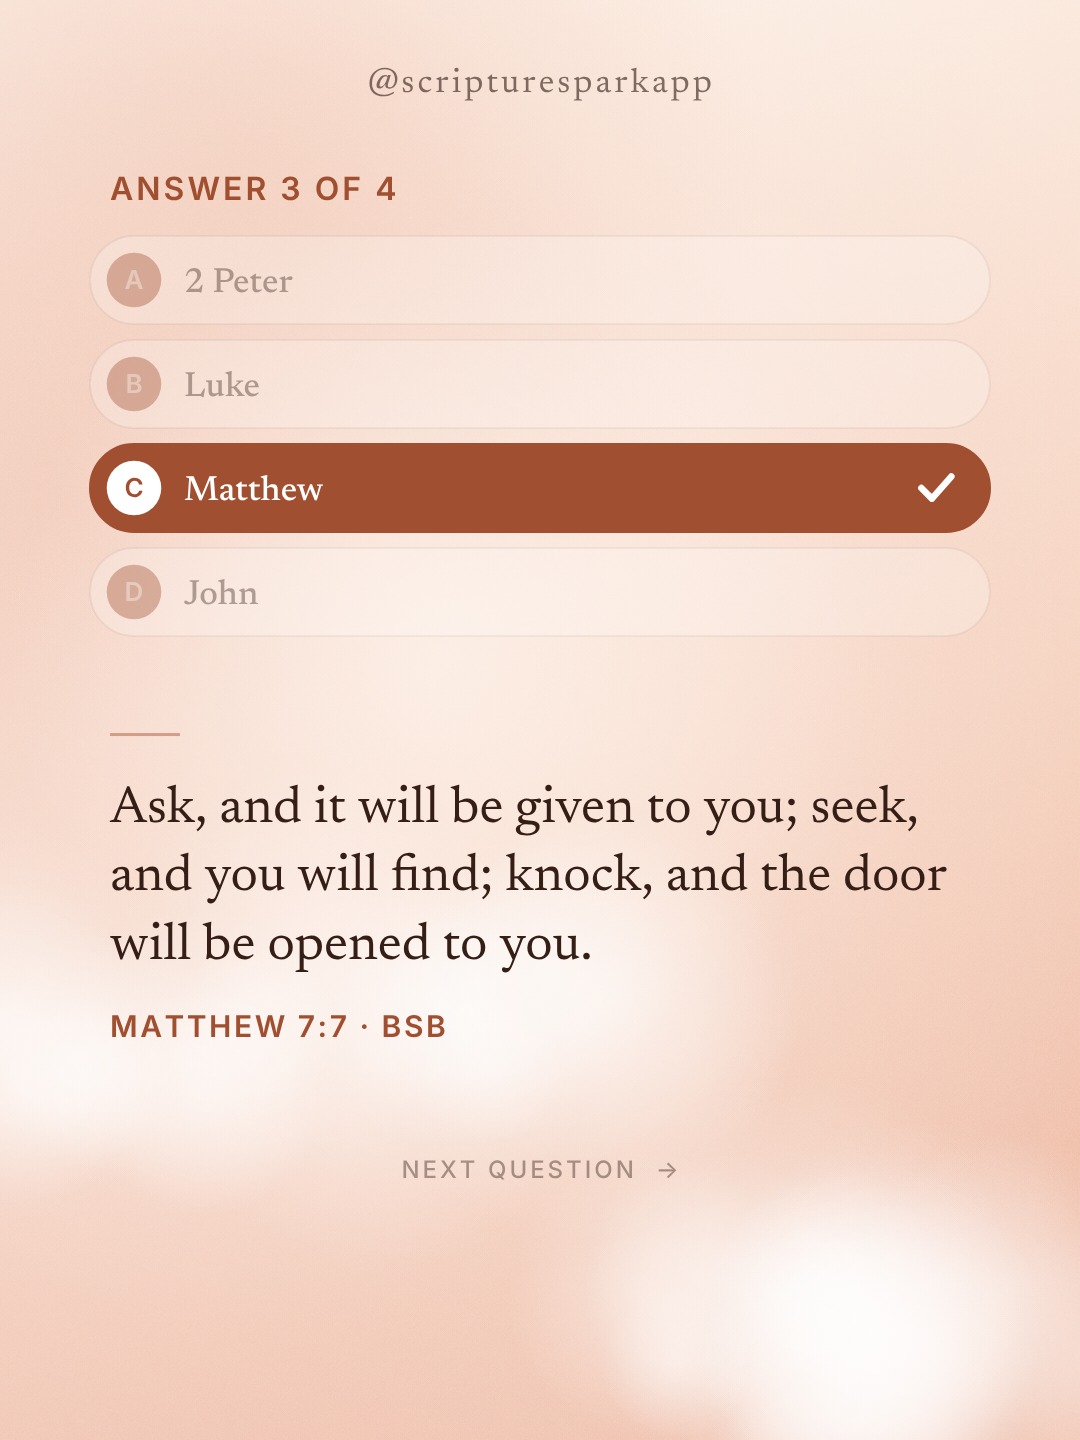 @scripturesparkapp
ANSWER 3 OF 4
A 2 Peter
B Luke
C Matthew
D John
Ask, and it will be given to you; seek,
and you will find; knock, and the door
will be opened to you.
MATTHEW 7:7 · BSB
NEXT QUESTION →